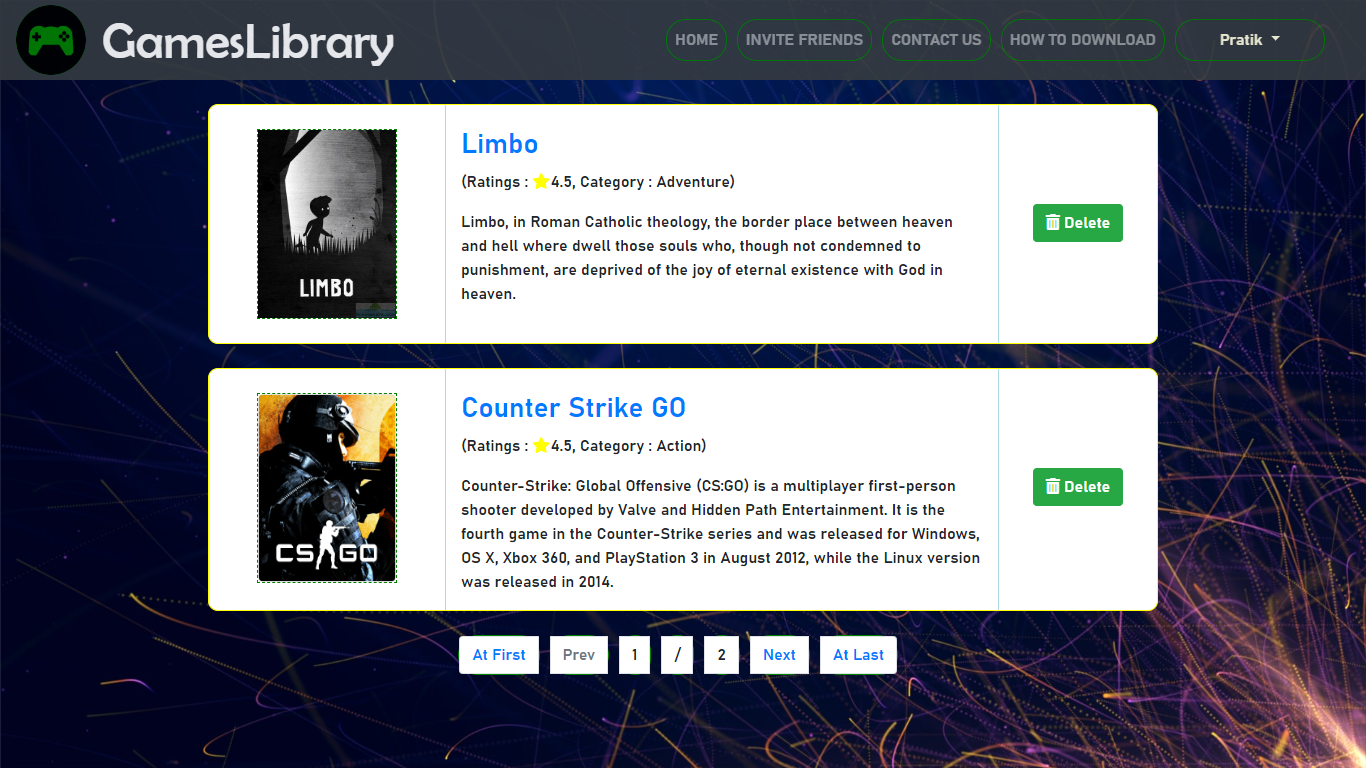 GamesLibrary
HOME
INVITE FRIENDS
CONTACT US
HOW TO DOWNLOAD
Pratik
LIMBO
Limbo
(Ratings : 4.5, Category : Adventure)
Limbo, in Roman Catholic theology, the border place between heaven
and hell where dwell those souls who, though not condemned to
punishment, are deprived of the joy of eternal existence with God in
heaven.
Delete
CS GO
Counter Strike GO
(Ratings : 4.5, Category : Action)
Counter-Strike: Global Offensive (CS:GO) is a multiplayer first-person
shooter developed by Valve and Hidden Path Entertainment. It is the
fourth game in the Counter-Strike series and was released for Windows,
OS X, Xbox 360, and PlayStation 3 in August 2012, while the Linux version
was released in 2014.
Delete
At First
Prev
1
/
2
Next
At Last